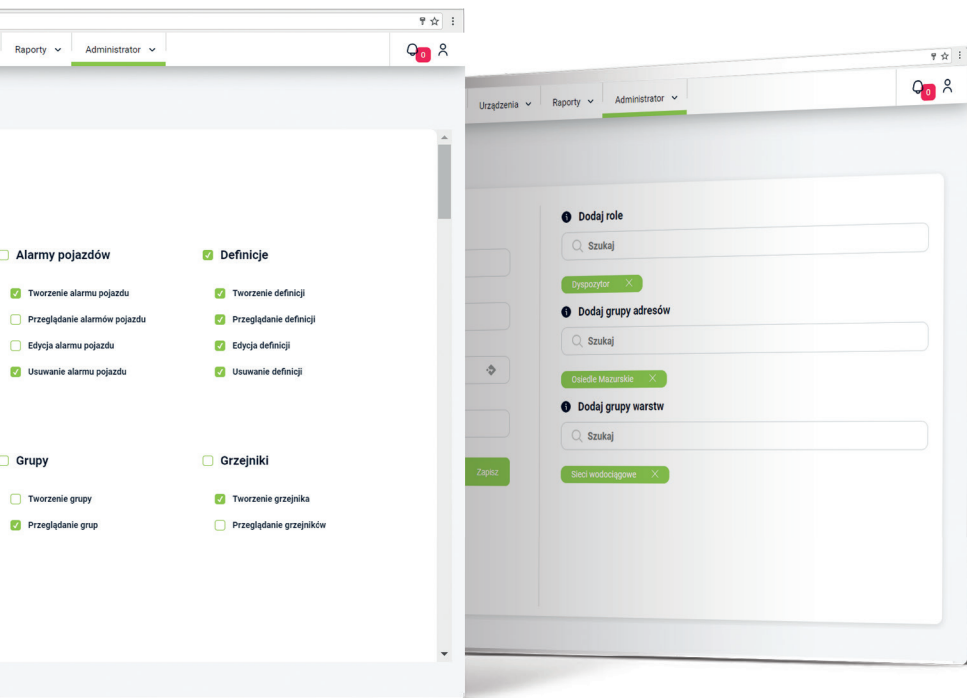 Raporty
Administrator
0
Alarmy pojazdów
Tworzenie alarmu pojazdu
Przeglądanie alarmów pojazdu
Edycja alarmu pojazdu
Usuwanie alarmu pojazdu
Definicje
Tworzenie definicji
Przeglądanie definicji
Edycja definicji
Usuwanie definicji
Grupy
Tworzenie grupy
Przeglądanie grup
Grzejniki
Tworzenie grzejnika
Przeglądanie grzejników
Urządzenia
Raporty
Administrator
0
Zapisz
Dodaj role
Szukaj
Dyspozytor
Dodaj grupy adresów
Szukaj
Osiedle Mazurskie
Dodaj grupy warstw
Szukaj
Sieci wodociągowe